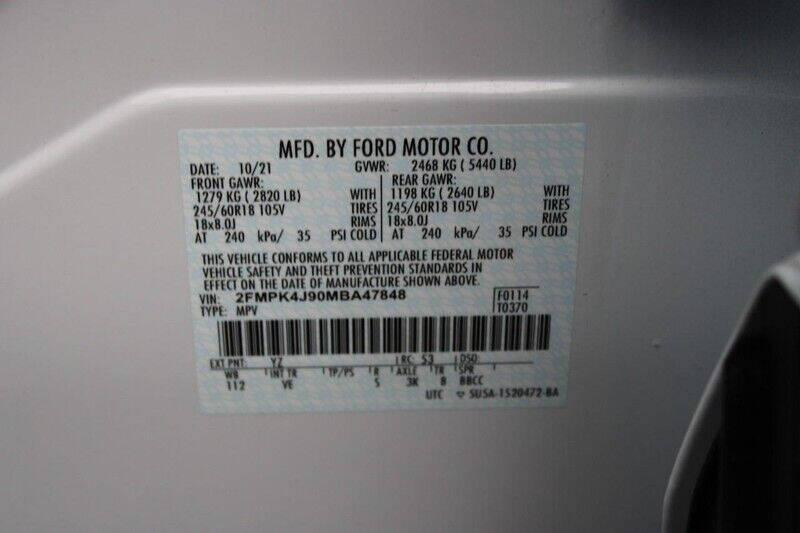 MFD. BY FORD MOTOR CO.
DATE: 10/21 GVWR: 2468 KG ( 5440 LB)
FRONT GAWR: REAR GAWR:
1279 KG ( 2820 LB) WITH 1198 KG ( 2640 LB) WITH
245/60R18 105V TIRES 245/60R18 105V TIRES
18x8.0J RIMS 18x8.0J RIMS
AT 240 kPa/ 35 PSI COLD AT 240 kPa/ 35 PSI COLD
THIS VEHICLE CONFORMS TO ALL APPLICABLE FEDERAL MOTOR
VEHICLE SAFETY AND THEFT PREVENTION STANDARDS IN
EFFECT ON THE DATE OF MANUFACTURE SHOWN ABOVE.
VIN: 2FMPK4J90MBA47848 F0114
TYPE: MPV T0370
EXT PNT: YZ RC: 53 DSO:
WB INT TR TP/PS R AXLE TR SPR
112 VE 5 3K 8 BBCC
UTC SUSA-1520472-BA